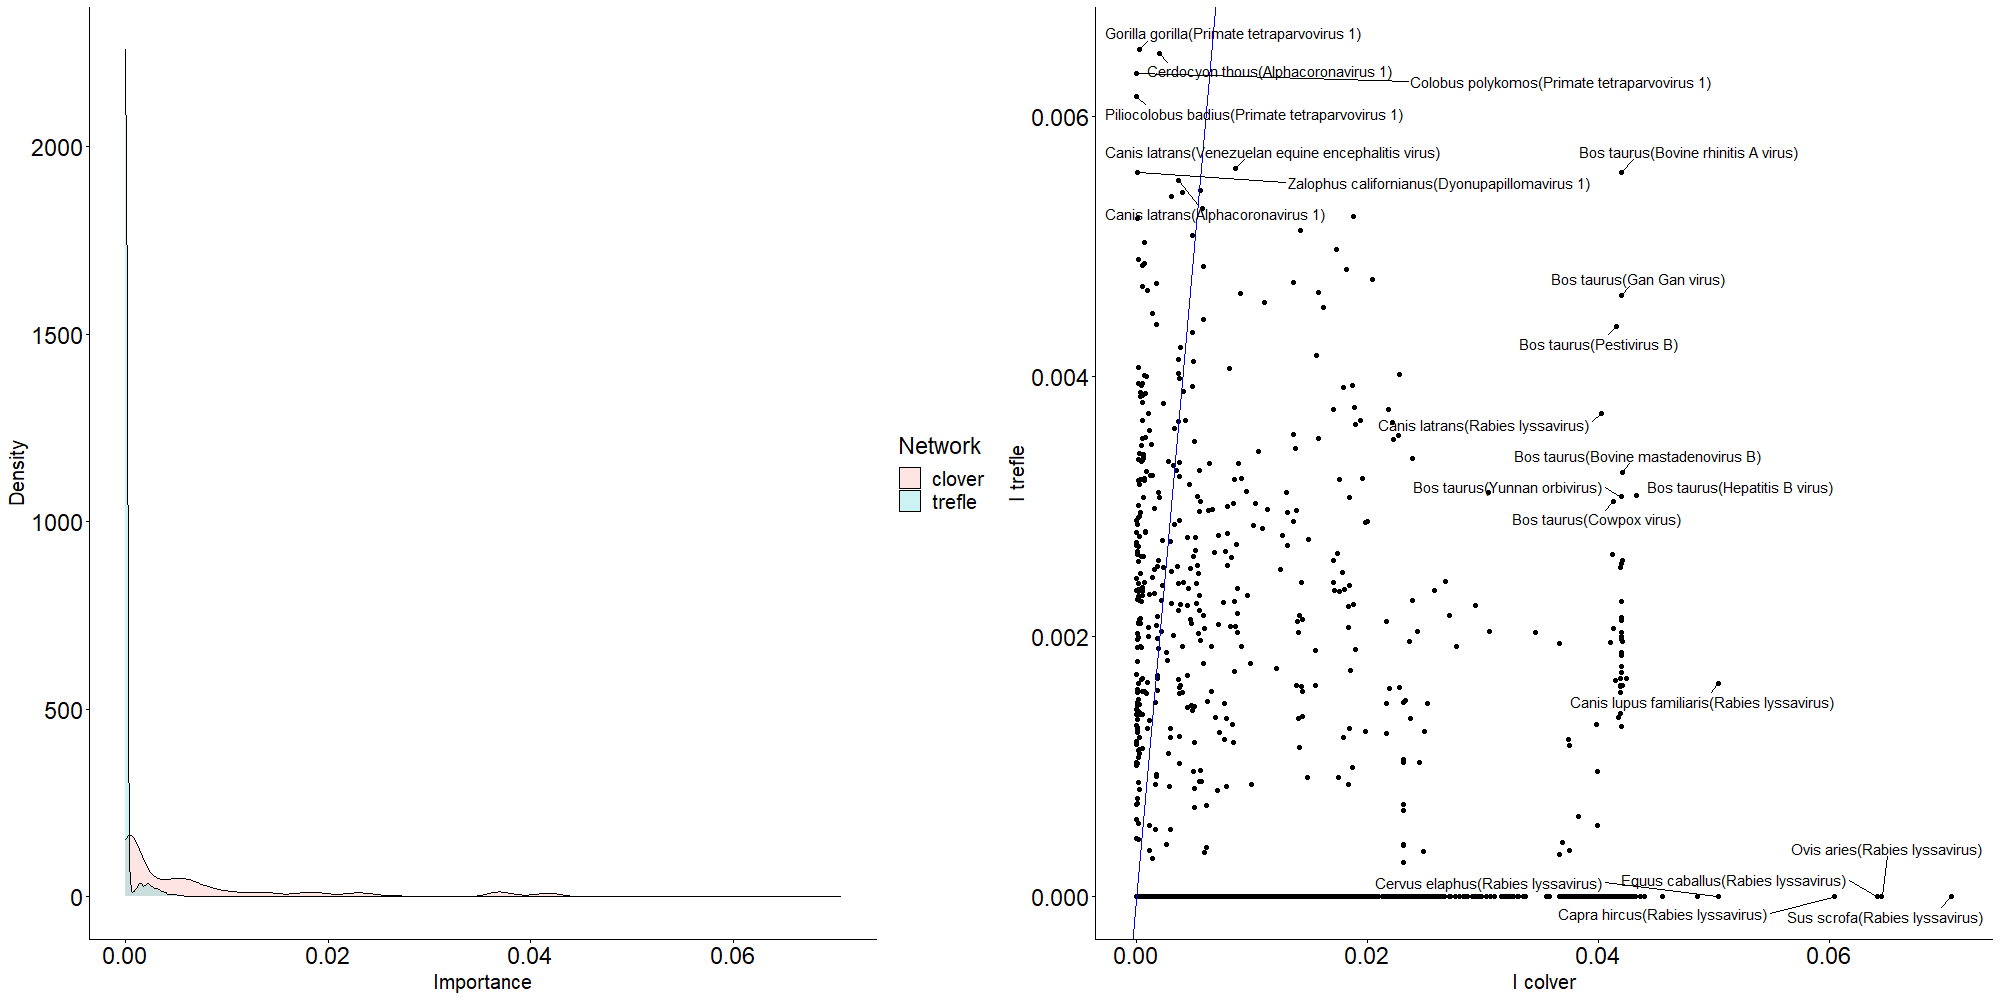 2000
1500
1000
500
0
Density
0.00
0.02
0.04
0.06
Importance
Network
clover
trefle
0.006
0.004
0.002
0.000
I trefle
Gorilla gorilla(Primate tetraparvovirus 1)
Cerdocyon thous(Alphacoronavirus 1)
Colobus polykomos(Primate tetraparvovirus 1)
Piliocolobus badius(Primate tetraparvovirus 1)
Canis latrans(Venezuelan equine encephalitis virus)
Bos taurus(Bovine rhinitis A virus)
Zalophus californianus(Dyonupapillomavirus 1)
Canis latrans(Alphacoronavirus 1)
Bos taurus(Gan Gan virus)
Bos taurus(Pestivirus B)
Canis latrans(Rabies lyssavirus)
Bos taurus(Bovine mastadenovirus B)
Bos taurus(Yunnan orbivirus)
Bos taurus(Hepatitis B virus)
Bos taurus(Cowpox virus)
Canis lupus familiaris(Rabies lyssavirus)
Ovis aries(Rabies lyssavirus)
Cervus elaphus(Rabies lyssavirus)
Equus caballus(Rabies lyssavirus)
Capra hircus(Rabies lyssavirus)
Sus scrofa(Rabies lyssavirus)
0.00
0.02
0.04
0.06
I colver